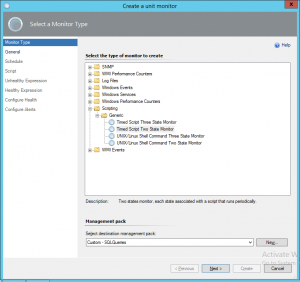 Create a unit monitor
Select a Monitor Type
Monitor Type
General
Schedule
Script
Unhealthy Expression
Healthy Expression
Configure Health
Configure Alerts
Help
Select the type of monitor to create
SNMP
WMI Performance Counters
Log Files
Windows Events
Windows Services
Windows Performance Counters
Scripting
Generic
Timed Script Three State Monitor
Timed Script Two State Monitor
UNIX/Linux Shell Command Three State Monitor
UNIX/Linux Shell Command Two State Monitor
WMI Events
Description: Two states monitor, each state associated with a script that runs periodically.
Management pack
Select destination management pack:
Custom - SQLQueries
New...
Activate W
< Previous
Next >
Create
Cancel